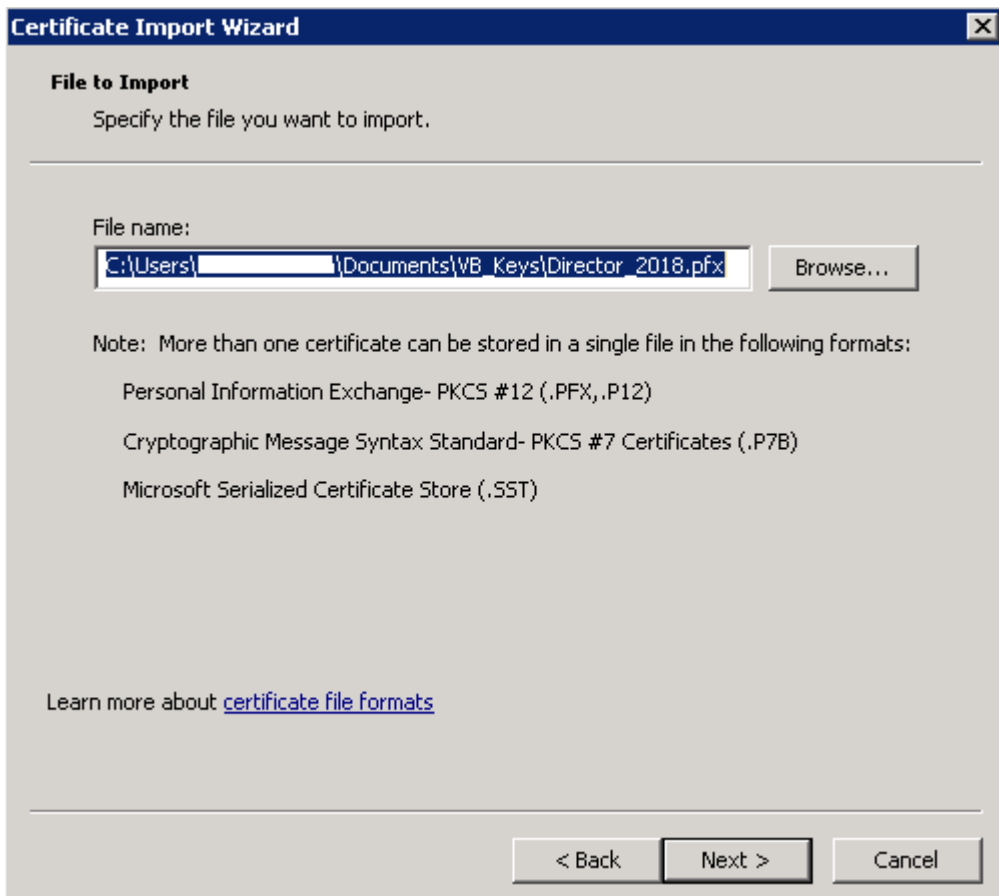 Certificate Import Wizard
File to Import
Specify the file you want to import.
File name:
C:\Users\ \Documents\VB_Keys\Director_2018.pfx
Browse...
Note: More than one certificate can be stored in a single file in the following formats:
Personal Information Exchange- PKCS #12 (.PFX,.P12)
Cryptographic Message Syntax Standard- PKCS #7 Certificates (.P7B)
Microsoft Serialized Certificate Store (.SST)
Learn more about certificate file formats
< Back Next > Cancel